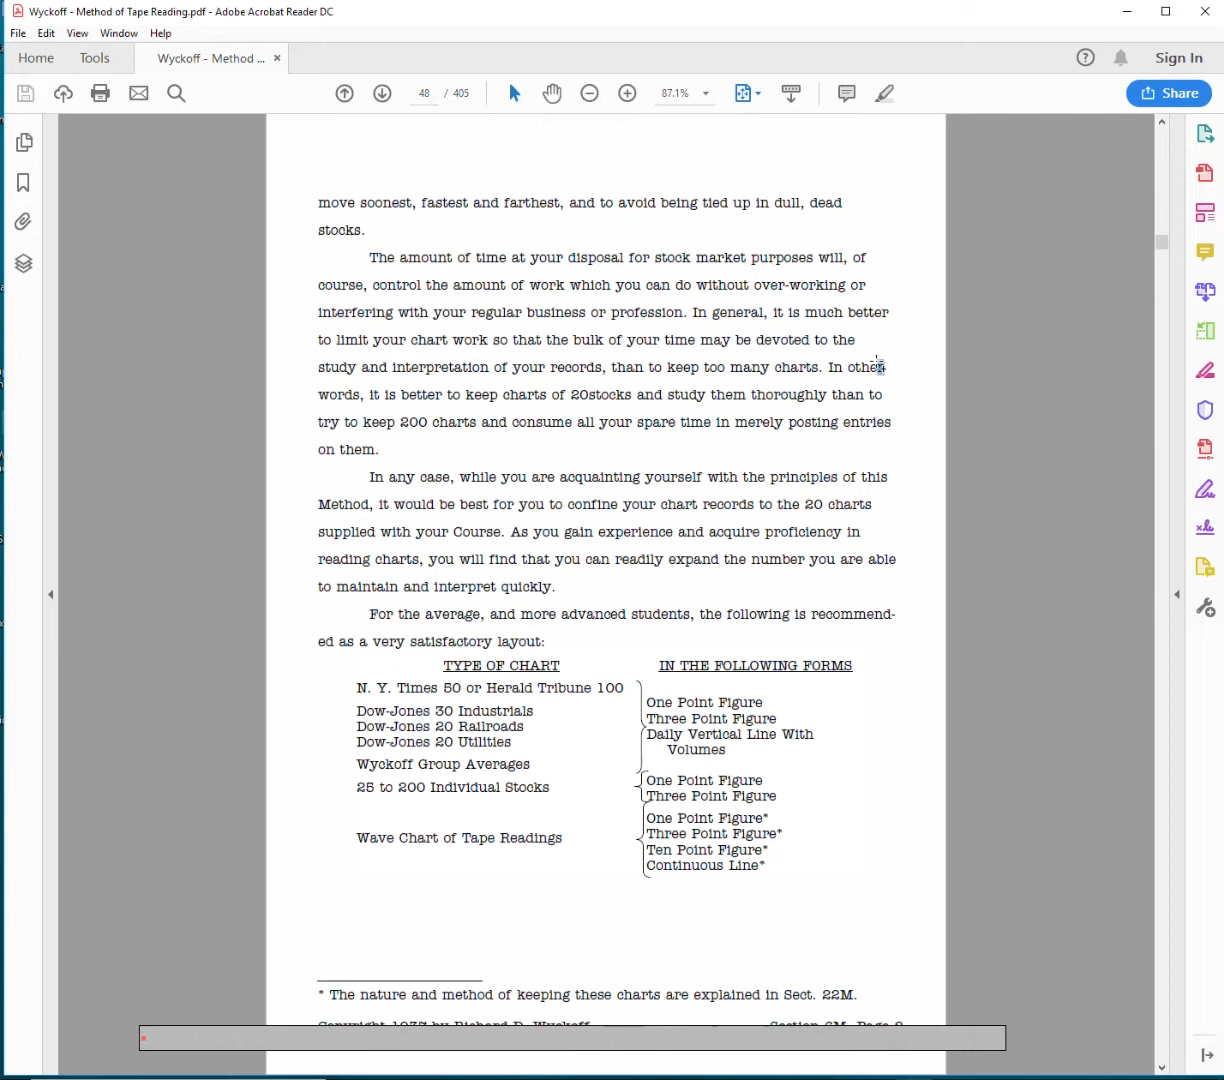 Wyckoff - Method of Tape Reading.pdf - Adobe Acrobat Reader DC
File Edit View Window Help
Home Tools Wyckoff - Method ... × Sign In
48 / 405 87.1% Share
move soonest, fastest and farthest, and to avoid being tied up in dull, dead
stocks.
The amount of time at your disposal for stock market purposes will, of
course, control the amount of work which you can do without over-working or
interfering with your regular business or profession. In general, it is much better
to limit your chart work so that the bulk of your time may be devoted to the
study and interpretation of your records, than to keep too many charts. In other
words, it is better to keep charts of 20stocks and study them thoroughly than to
try to keep 200 charts and consume all your spare time in merely posting entries
on them.
In any case, while you are acquainting yourself with the principles of this
Method, it would be best for you to confine your chart records to the 20 charts
supplied with your Course. As you gain experience and acquire proficiency in
reading charts, you will find that you can readily expand the number you are able
to maintain and interpret quickly.
For the average, and more advanced students, the following is recommend-
ed as a very satisfactory layout:
TYPE OF CHART IN THE FOLLOWING FORMS
N. Y. Times 50 or Herald Tribune 100
Dow-Jones 30 Industrials
Dow-Jones 20 Railroads
Dow-Jones 20 Utilities
Wyckoff Group Averages
One Point Figure
Three Point Figure
Daily Vertical Line With
Volumes
25 to 200 Individual Stocks
One Point Figure
Three Point Figure
Wave Chart of Tape Readings
One Point Figure*
Three Point Figure*
Ten Point Figure*
Continuous Line*
* The nature and method of keeping these charts are explained in Sect. 22M.
Copyright 1937 by Richard D. Wyckoff